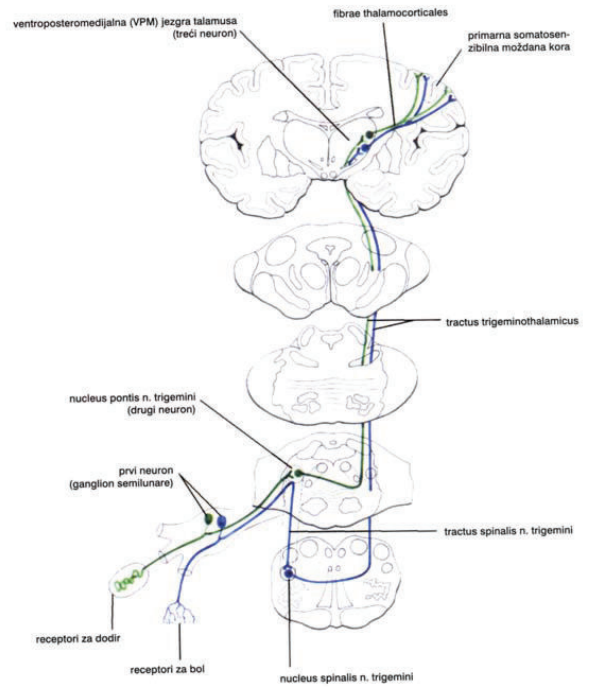 fibrae thalamocorticales
ventroposteromedijalna (VPM) jezgra talamusa
(treći neuron)
primarna somatosen-
zibilna moždana kora
tractus trigeminothalamicus
nucleus pontis n. trigemini
(drugi neuron)
prvi neuron
(ganglion semilunare)
tractus spinalis n. trigemini
receptori za dodir
receptori za bol
nucleus spinalis n. trigemini